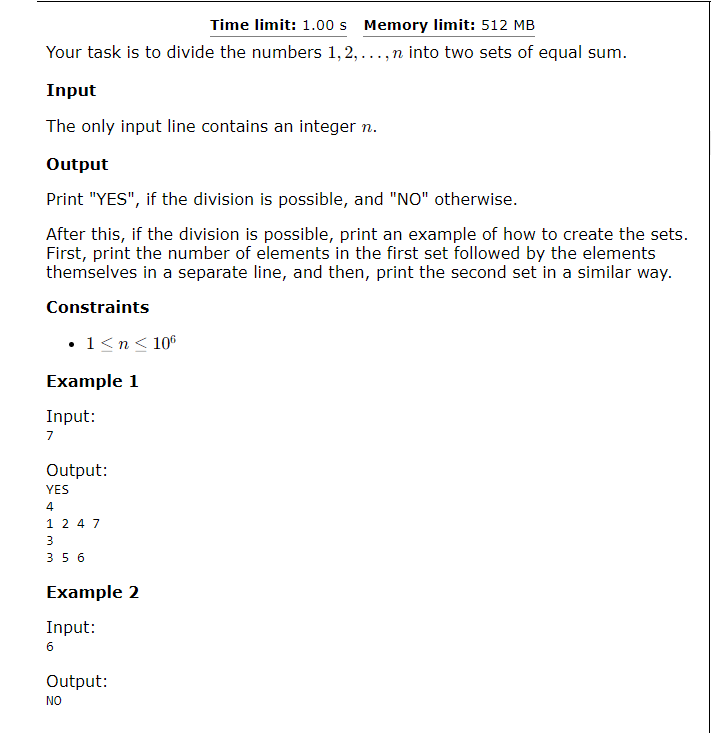 Time limit: 1.00 s Memory limit: 512 MB
Your task is to divide the numbers 1, 2, . . . , n into two sets of equal sum.
Input
The only input line contains an integer n.
Output
Print "YES", if the division is possible, and "NO" otherwise.
After this, if the division is possible, print an example of how to create the sets.
First, print the number of elements in the first set followed by the elements
themselves in a separate line, and then, print the second set in a similar way.
Constraints
• 1 ≤ n ≤ 10⁶
Example 1
Input:
7
Output:
YES
4
1 2 4 7
3
3 5 6
Example 2
Input:
6
Output:
NO